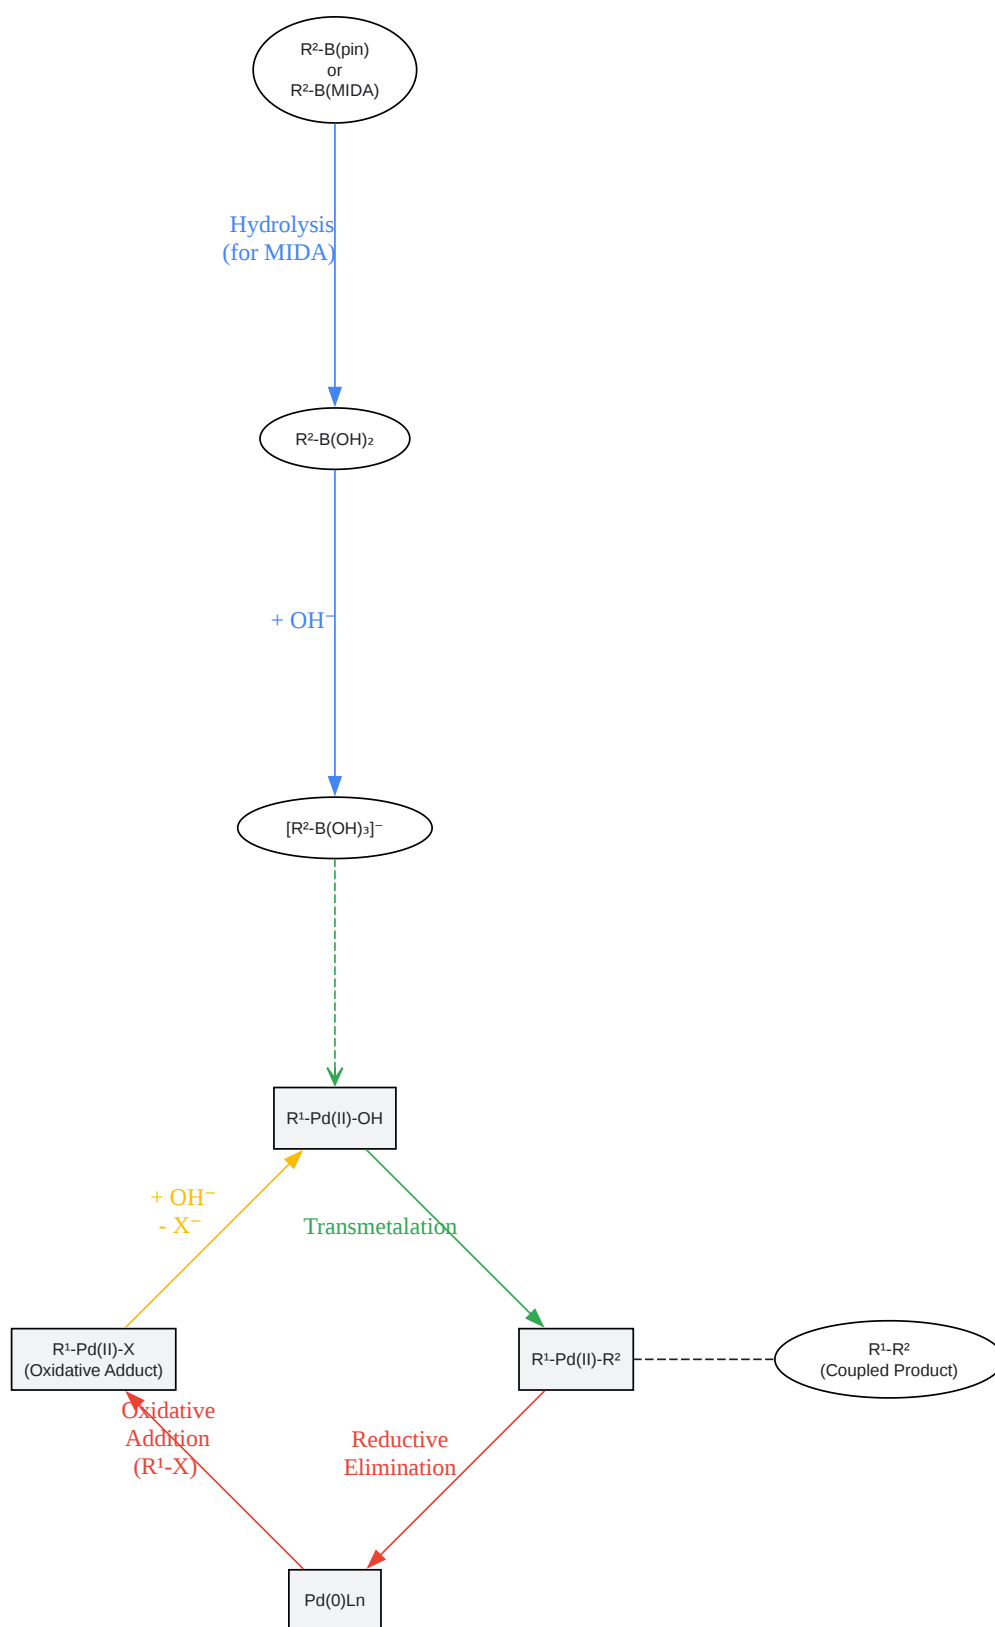 R²-B(pin)
or
R²-B(MIDA)
Hydrolysis
(for MIDA)
R²-B(OH)₂
+ OH⁻
[R²-B(OH)₃]⁻
R¹-Pd(II)-OH
+ OH⁻
- X⁻
Transmetalation
R¹-Pd(II)-X
(Oxidative Adduct)
R¹-Pd(II)-R²
R¹-R²
(Coupled Product)
Oxidative
Addition
(R¹-X)
Reductive
Elimination
Pd(0)Ln